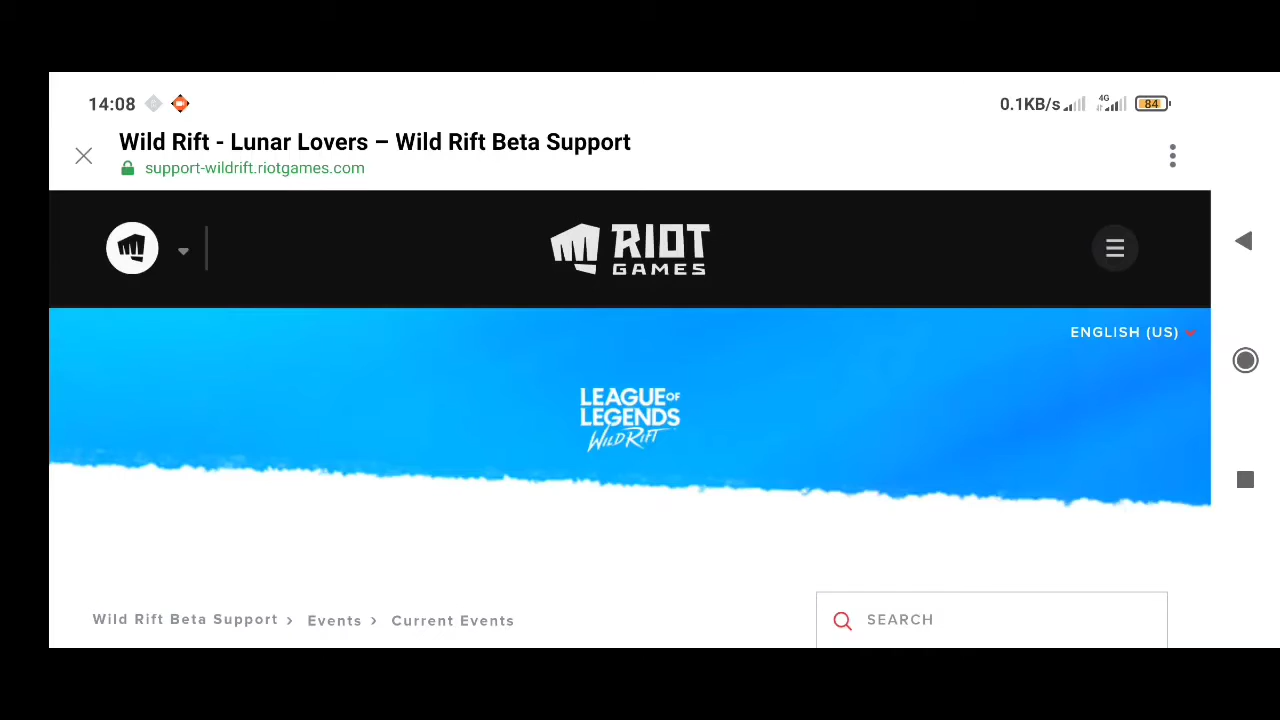 14:08
0.1KB/s
4G
84
Wild Rift - Lunar Lovers – Wild Rift Beta Support
support-wildrift.riotgames.com
RIOT
GAMES
ENGLISH (US)
LEAGUE OF
LEGENDS
WILD RIFT
Wild Rift Beta Support > Events > Current Events
SEARCH